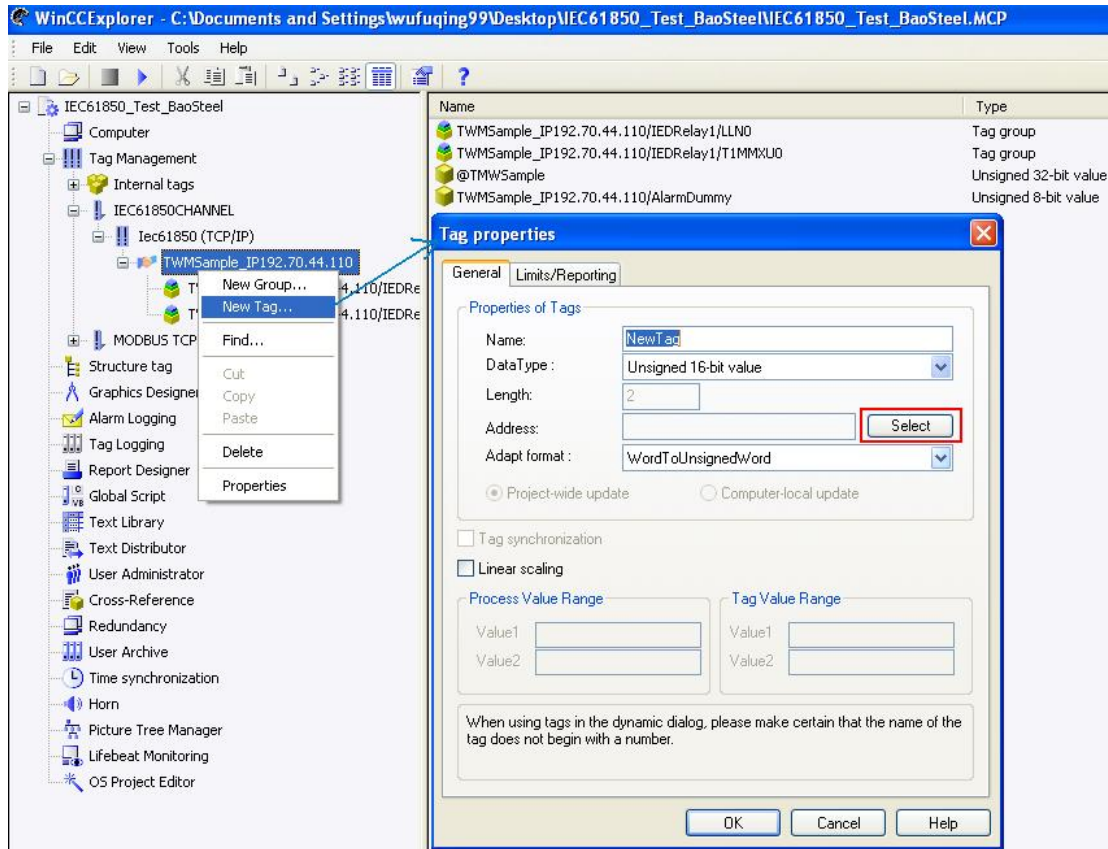 WinCCExplorer - C:\Documents and Settings\wufuqing99\Desktop\IEC61850_Test_BaoSteel\IEC61850_Test_BaoSteel.MCP
File Edit View Tools Help
IEC61850_Test_BaoSteel
Computer
Tag Management
Internal tags
IEC61850CHANNEL
Iec61850 (TCP/IP)
TWMSample_IP192.70.44.110
T 4.110/IEDRe
T 4.110/IEDRe
MODBUS TCP
Structure tag
Graphics Designer
Alarm Logging
Tag Logging
Report Designer
Global Script
Text Library
Text Distributor
User Administrator
Cross-Reference
Redundancy
User Archive
Time synchronization
Horn
Picture Tree Manager
Lifebeat Monitoring
OS Project Editor
New Group...
New Tag...
Find...
Cut
Copy
Paste
Delete
Properties
Name Type
TWMSample_IP192.70.44.110/IEDRelay1/LLN0 Tag group
TWMSample_IP192.70.44.110/IEDRelay1/T1MMXU0 Tag group
@TMWSample Unsigned 32-bit value
TWMSample_IP192.70.44.110/AlarmDummy Unsigned 8-bit value
Tag properties
General Limits/Reporting
Properties of Tags
Name: NewTag
DataType : Unsigned 16-bit value
Length: 2
Address: Select
Adapt format : WordToUnsignedWord
Project-wide update Computer-local update
Tag synchronization
Linear scaling
Process Value Range Tag Value Range
Value1 Value1
Value2 Value2
When using tags in the dynamic dialog, please make certain that the name of the
tag does not begin with a number.
OK Cancel Help